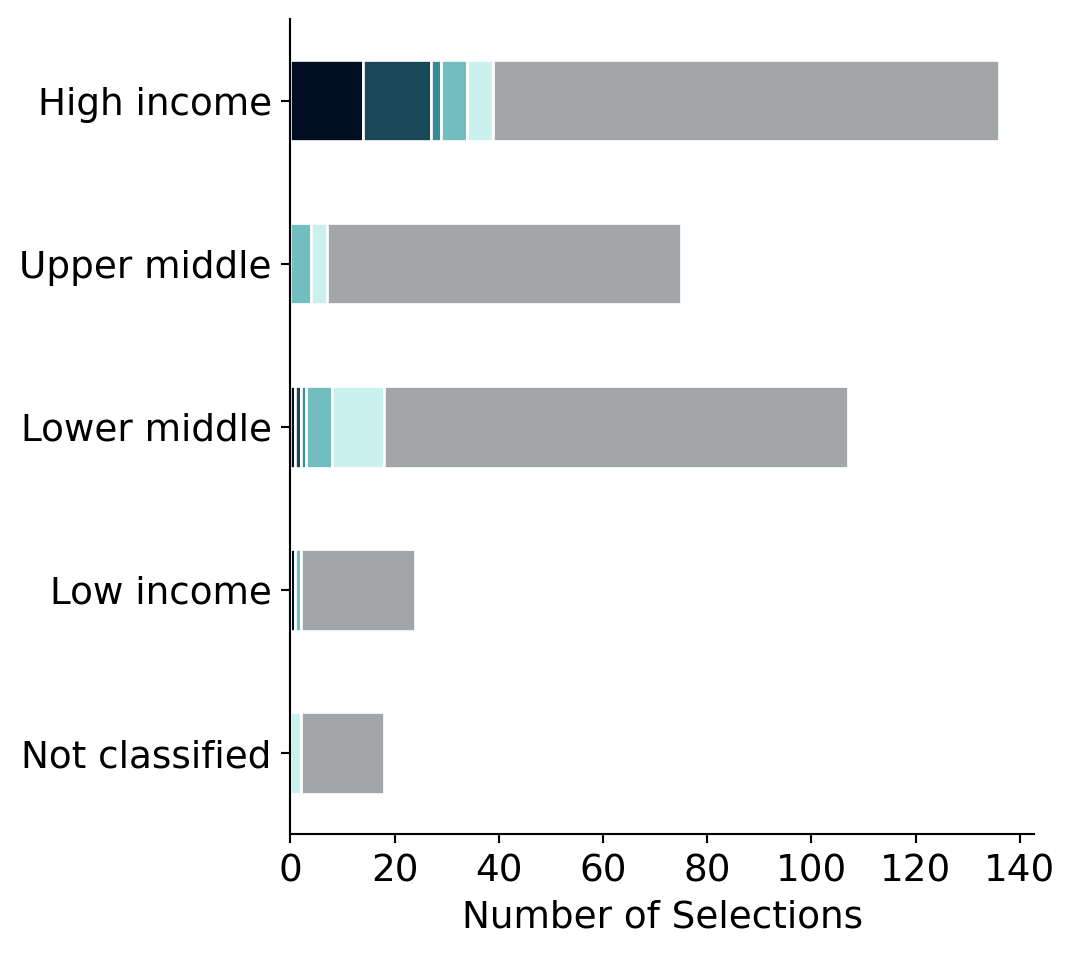 High income
Upper middle
Lower middle
Low income
Not classified
0 20 40 60 80 100 120 140
Number of Selections